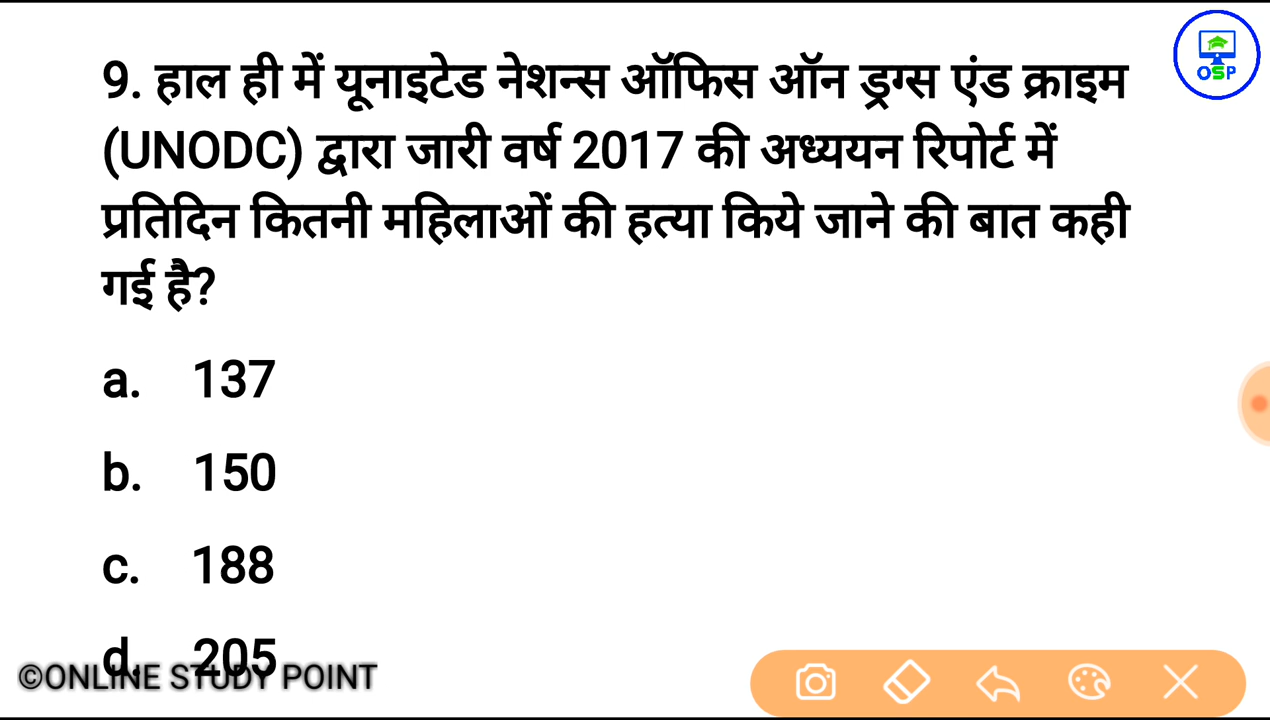 OSP
9. हाल ही में यूनाइटेड नेशन्स ऑफिस ऑन ड्रग्स एंड क्राइम
(UNODC) द्वारा जारी वर्ष 2017 की अध्ययन रिपोर्ट में
प्रतिदिन कितनी महिलाओं की हत्या किये जाने की बात कही
गई है?
a. 137
b. 150
c. 188
d. 205
©ONLINE STUDY POINT